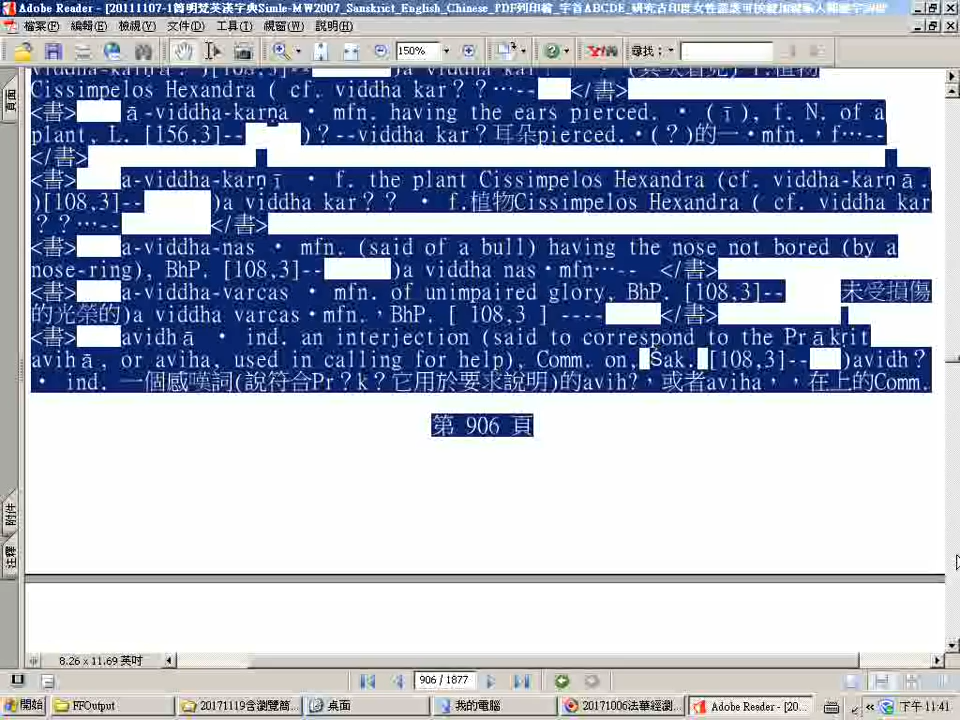 Adobe Reader - [20111107-1簡明梵英漢字典Simle-MW2007_Sanskrict_English_Chinese_PDF列印檔_字首ABCDE_研究古印度女性
檔案(F) 編輯(E) 檢視(V) 文件(D) 工具(T) 視窗(W) 說明(H)
150% 尋找：
頁面
Cissimpelos Hexandra ( cf. viddha kar？？…-- </書>
<書> ā-viddha-karṇa ‧ mfn. having the ears pierced. ‧ (ī), f. N. of a
plant, L. [156,3]-- )？--viddha kar？耳朵pierced.‧(？)的一‧mfn.，f…--
</書>
<書> a-viddha-karṇī ‧ f. the plant Cissimpelos Hexandra (cf. viddha-karṇā.
)[108,3]-- )a viddha kar？？ ‧ f.植物Cissimpelos Hexandra ( cf. viddha kar
？？…-- </書>
<書> a-viddha-nas ‧ mfn. (said of a bull) having the nose not bored (by a
nose-ring), BhP. [108,3]-- )a viddha nas‧mfn…-- </書>
<書> a-viddha-varcas ‧ mfn. of unimpaired glory, BhP. [108,3]-- 未受損傷
的光榮的)a viddha varcas‧mfn.，BhP. [ 108,3 ] ---- </書>
<書> avidhā ‧ ind. an interjection (said to correspond to the Prākrit
avihā, or aviha, used in calling for help), Comm. on, Śak. [108,3]-- )avidh？
‧ ind. 一個感嘆詞(說符合Pr？k？它用於要求說明)的avih?，或者aviha，，在上的Comm.
第 906 頁
附件
注釋
8.26 x 11.69 英吋
906 / 1877
開始 FFOutput 20171119含瀏覽簡... 桌面 我的電腦 20171006法華經瀏... Adobe Reader - [20... 下午 11:41